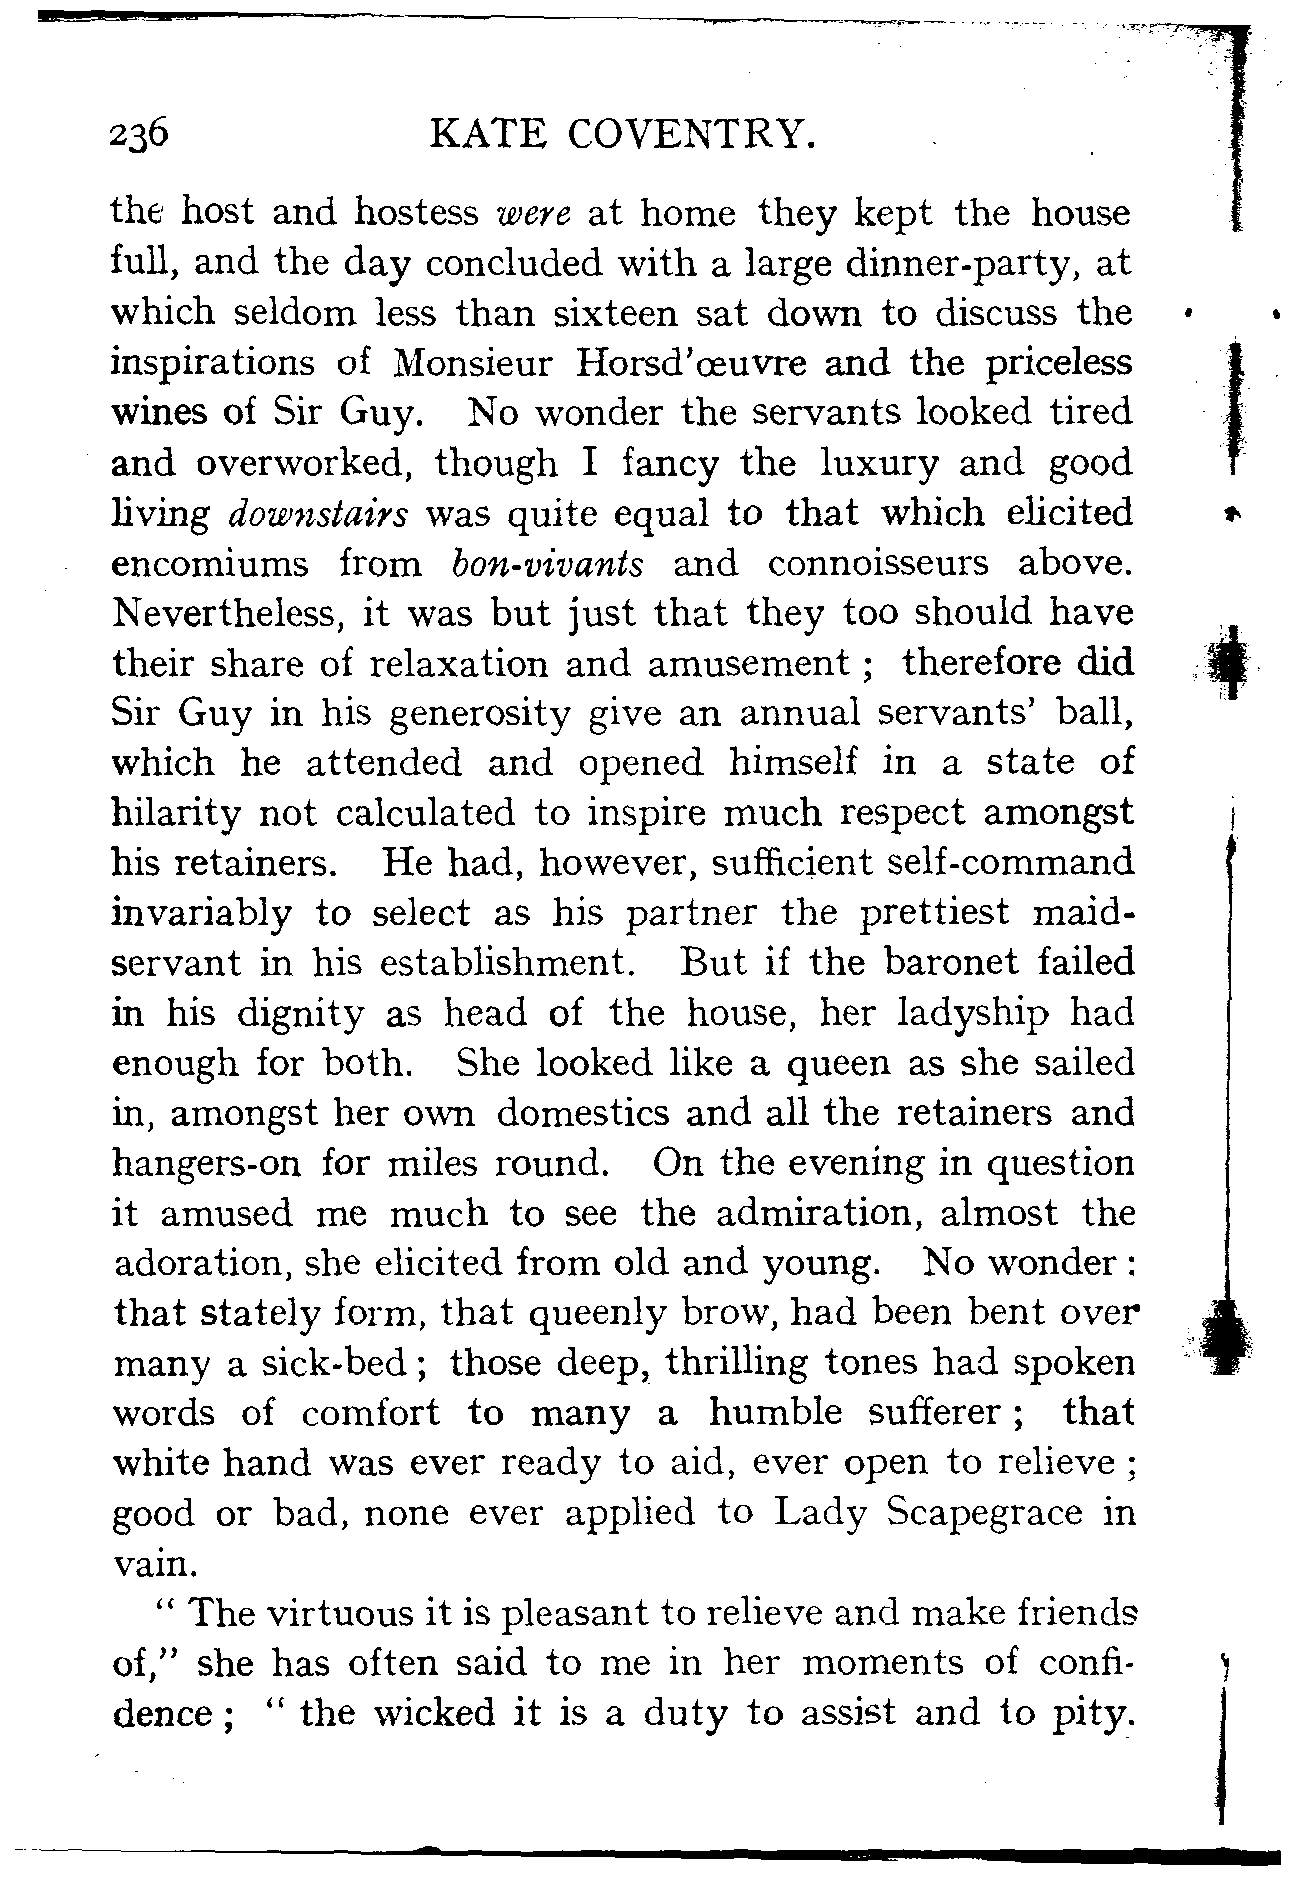 236 KATE COVENTRY.
the host and hostess were at home they kept the house
full, and the day concluded with a large dinner-party, at
which seldom less than sixteen sat down to discuss the
inspirations of Monsieur Horsd'œuvre and the priceless
wines of Sir Guy. No wonder the servants looked tired
and overworked, though I fancy the luxury and good
living downstairs was quite equal to that which elicited
encomiums from bon-vivants and connoisseurs above.
Nevertheless, it was but just that they too should have
their share of relaxation and amusement ; therefore did
Sir Guy in his generosity give an annual servants' ball,
which he attended and opened himself in a state of
hilarity not calculated to inspire much respect amongst
his retainers. He had, however, sufficient self-command
invariably to select as his partner the prettiest maid-
servant in his establishment. But if the baronet failed
in his dignity as head of the house, her ladyship had
enough for both. She looked like a queen as she sailed
in, amongst her own domestics and all the retainers and
hangers-on for miles round. On the evening in question
it amused me much to see the admiration, almost the
adoration, she elicited from old and young. No wonder :
that stately form, that queenly brow, had been bent over
many a sick-bed ; those deep, thrilling tones had spoken
words of comfort to many a humble sufferer ; that
white hand was ever ready to aid, ever open to relieve ;
good or bad, none ever applied to Lady Scapegrace in
vain.
" The virtuous it is pleasant to relieve and make friends
of," she has often said to me in her moments of confi-
dence ; " the wicked it is a duty to assist and to pity.